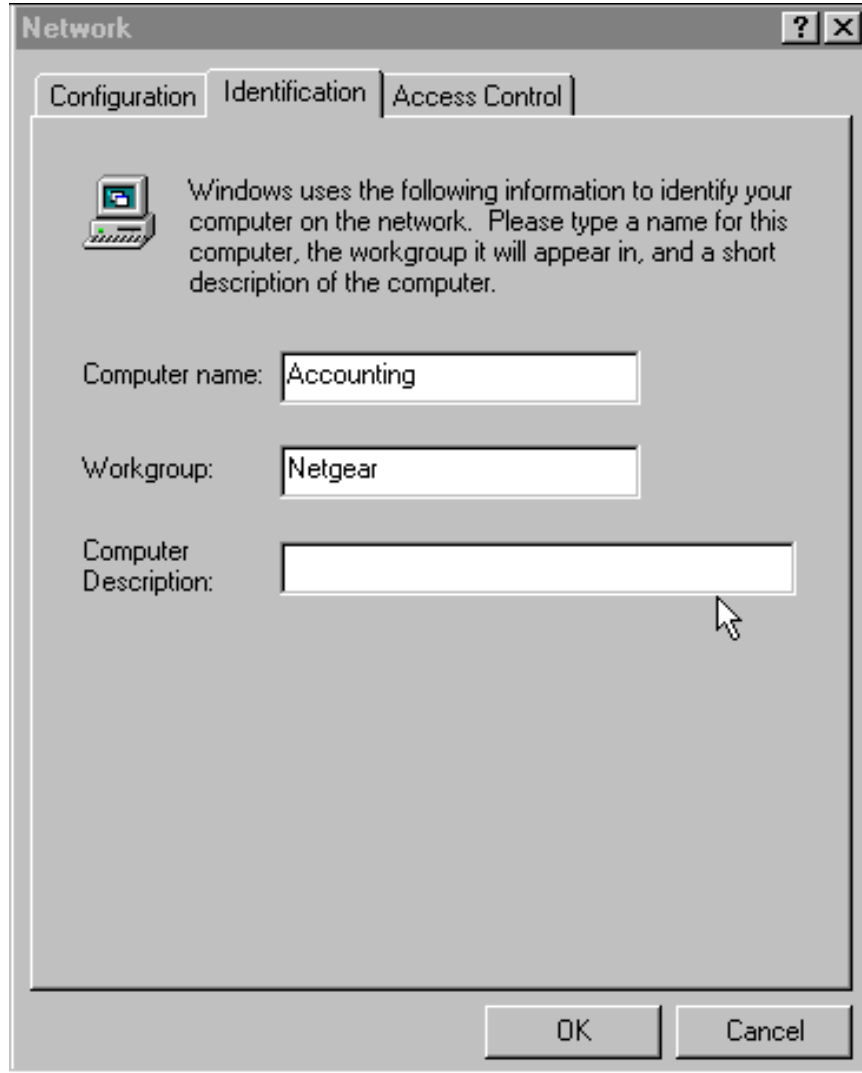 Network
Configuration
Identification
Access Control
Windows uses the following information to identify your
computer on the network.  Please type a name for this
computer, the workgroup it will appear in, and a short
description of the computer.
Computer name:
Accounting
Workgroup:
Netgear
Computer
Description:
OK
Cancel